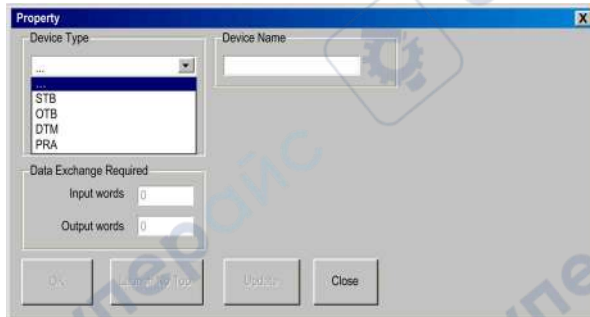 Property
X
Device Type
Device Name
...
...
STB
OTB
DTM
PRA
Data Exchange Required
Input words 0
Output words 0
OK
Update
Close